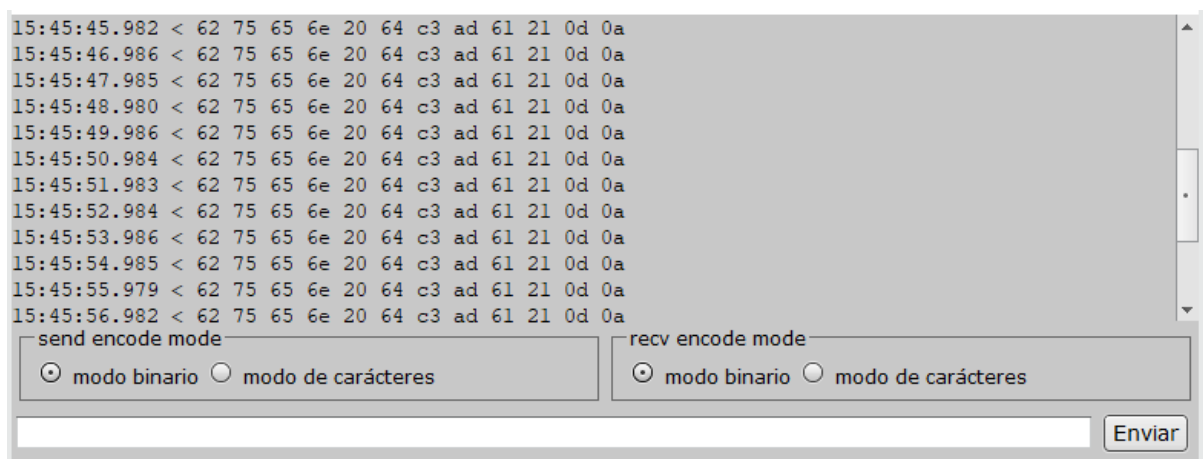 15:45:45.982 < 62 75 65 6e 20 64 c3 ad 61 21 0d 0a
15:45:46.986 < 62 75 65 6e 20 64 c3 ad 61 21 0d 0a
15:45:47.985 < 62 75 65 6e 20 64 c3 ad 61 21 0d 0a
15:45:48.980 < 62 75 65 6e 20 64 c3 ad 61 21 0d 0a
15:45:49.986 < 62 75 65 6e 20 64 c3 ad 61 21 0d 0a
15:45:50.984 < 62 75 65 6e 20 64 c3 ad 61 21 0d 0a
15:45:51.983 < 62 75 65 6e 20 64 c3 ad 61 21 0d 0a
15:45:52.984 < 62 75 65 6e 20 64 c3 ad 61 21 0d 0a
15:45:53.986 < 62 75 65 6e 20 64 c3 ad 61 21 0d 0a
15:45:54.985 < 62 75 65 6e 20 64 c3 ad 61 21 0d 0a
15:45:55.979 < 62 75 65 6e 20 64 c3 ad 61 21 0d 0a
15:45:56.982 < 62 75 65 6e 20 64 c3 ad 61 21 0d 0a
send encode mode
modo binario modo de carácteres
recv encode mode
modo binario modo de carácteres
Enviar